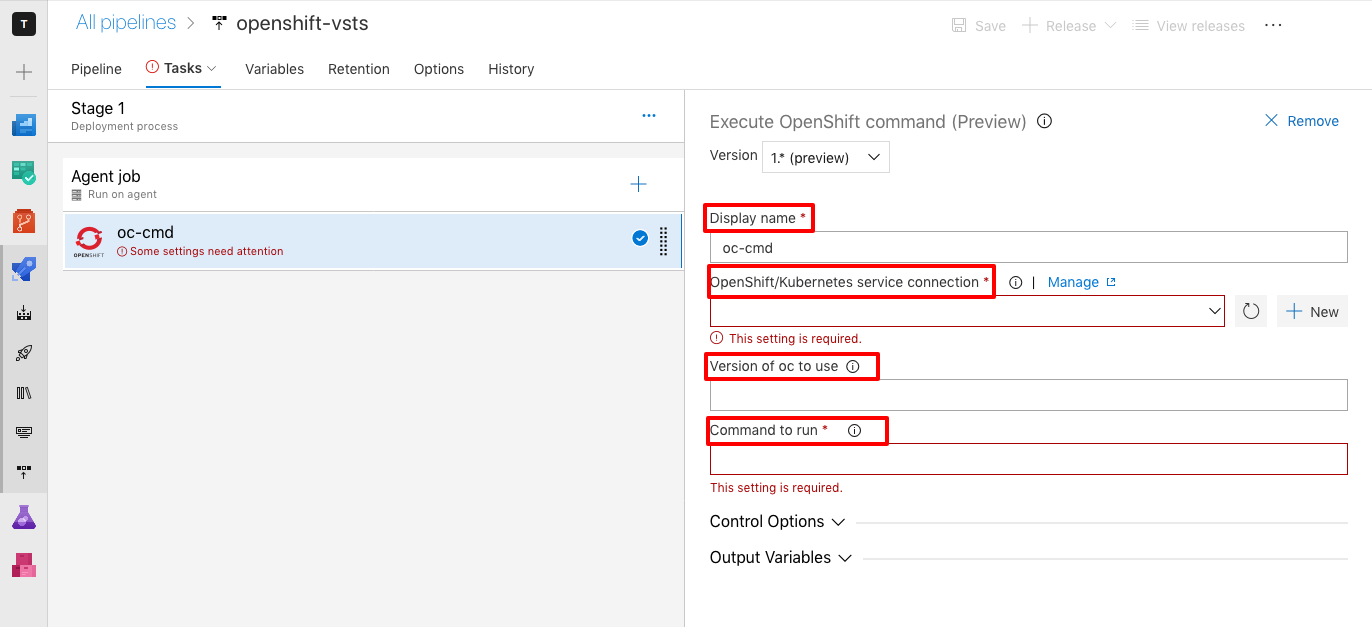 T
All pipelines > openshift-vsts
Save Release View releases ...
Pipeline Tasks Variables Retention Options History
Stage 1
Deployment process
Agent job
Run on agent
OPENSHIFT
oc-cmd
Some settings need attention
Execute OpenShift command (Preview)
Remove
Version 1.* (preview)
Display name *
oc-cmd
OpenShift/Kubernetes service connection * | Manage
New
This setting is required.
Version of oc to use
Command to run *
This setting is required.
Control Options
Output Variables